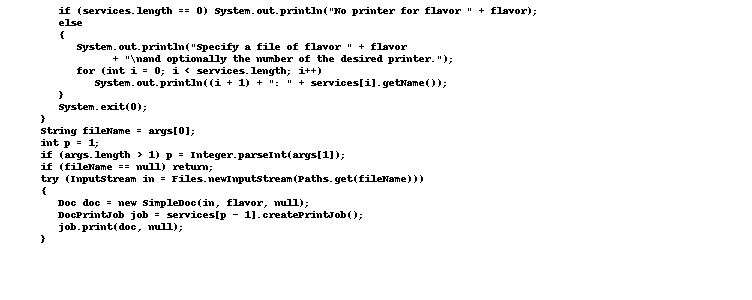 if (services.length == 0) System.out.println("No printer for flavor " + flavor);
else
{
System.out.println("Specify a file of flavor " + flavor
+ "\nand optionally the number of the desired printer.");
for (int i = 0; i < services.length; i++)
System.out.println((i + 1) + ": " + services[i].getName());
}
System.exit(0);
}
String fileName = args[0];
int p = 1;
if (args.length > 1) p = Integer.parseInt(args[1]);
if (fileName == null) return;
try (InputStream in = Files.newInputStream(Paths.get(fileName)))
{
Doc doc = new SimpleDoc(in, flavor, null);
DocPrintJob job = services[p - 1].createPrintJob();
job.print(doc, null);
}